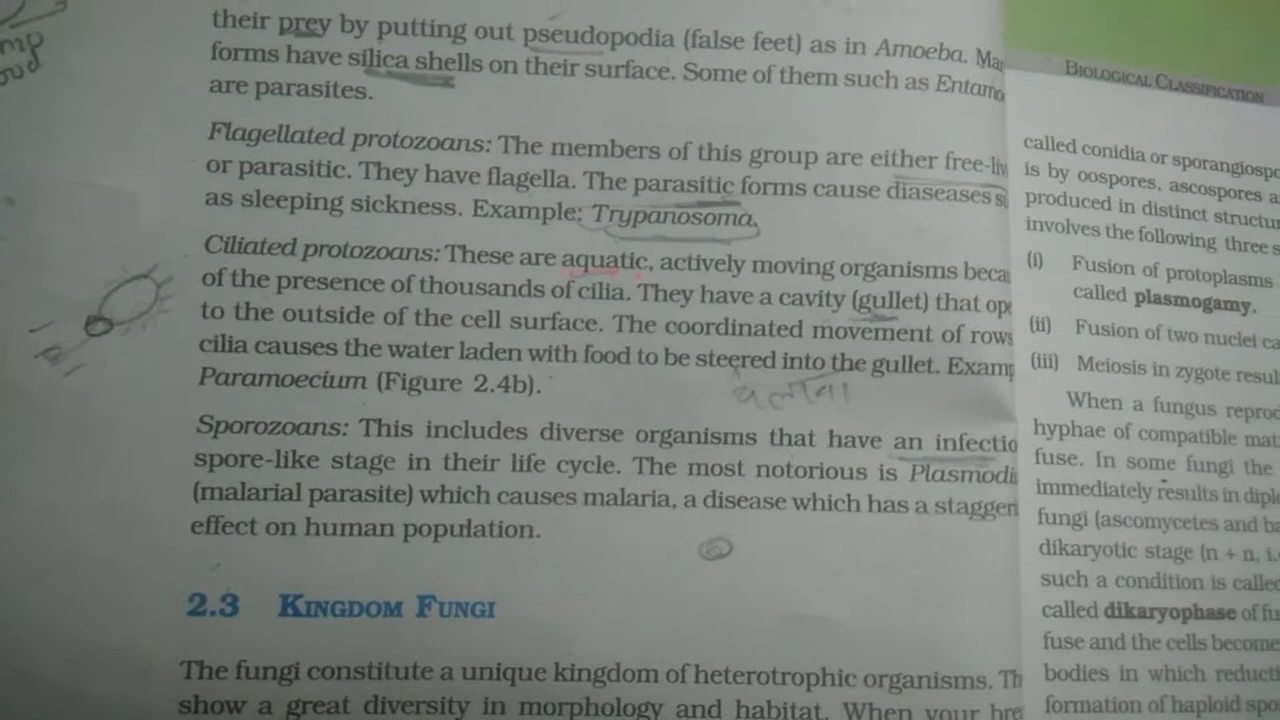 their prey by putting out pseudopodia (false feet) as in Amoeba.
forms have silica shells on their surface. Some of them such as Entamo
are parasites.
Flagellated protozoans: The members of this group are either free-liv
or parasitic. They have flagella. The parasitic forms cause diaseases s
as sleeping sickness. Example: Trypanosoma.
Ciliated protozoans: These are aquatic, actively moving organisms beca
of the presence of thousands of cilia. They have a cavity (gullet) that op
to the outside of the cell surface. The coordinated movement of rows
cilia causes the water laden with food to be steered into the gullet. Examp
Paramoecium (Figure 2.4b).
Sporozoans: This includes diverse organisms that have an infectio
spore-like stage in their life cycle. The most notorious is Plasmodi
(malarial parasite) which causes malaria, a disease which has a stagger
effect on human population.
2.3 KINGDOM FUNGI
The fungi constitute a unique kingdom of heterotrophic organisms. Th
show a great diversity in morphology and habitat. When your bre
BIOLOGICAL CLASSIFICATION
called conidia or sporangiospo
is by oospores, ascospores a
produced in distinct structu
involves the following three s
(i) Fusion of protoplasms
called plasmogamy.
(ii) Fusion of two nuclei ca
(iii) Meiosis in zygote resul
When a fungus reprod
hyphae of compatible mat
fuse. In some fungi the
immediately results in diplo
fungi (ascomycetes and ba
dikaryotic stage (n + n, i.
such a condition is called
called dikaryophase of fu
fuse and the cells become
bodies in which reducti
formation of haploid spo